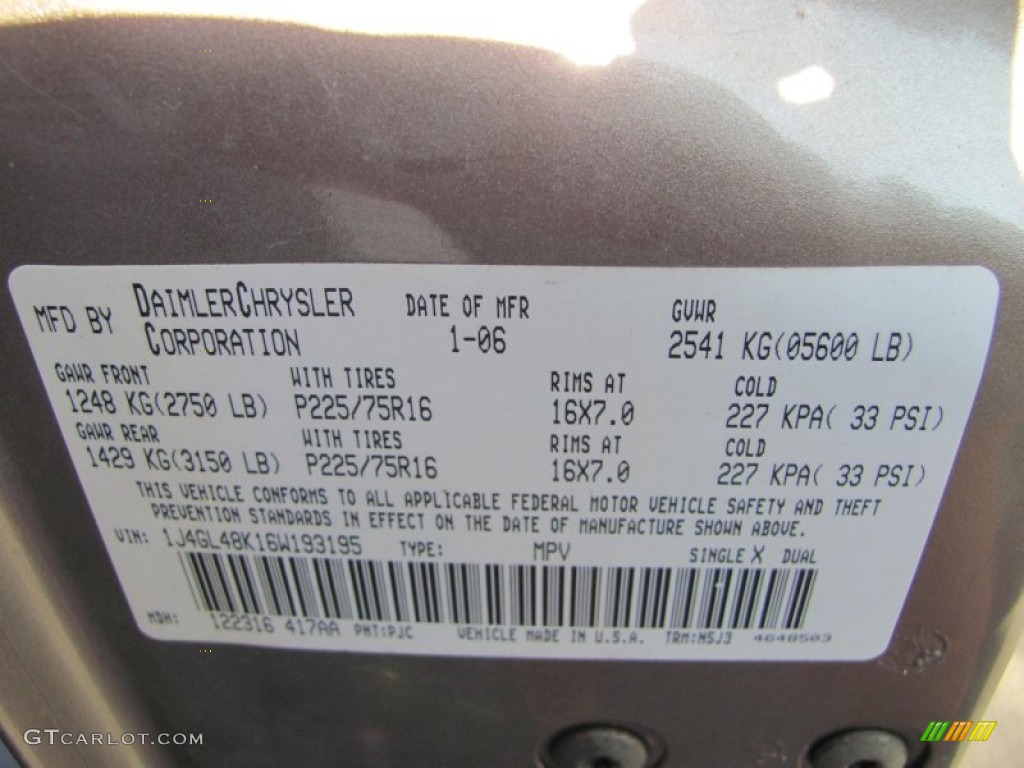 MFD BY DAIMLERCHRYSLER CORPORATION DATE OF MFR 1-06 GVWR 2541 KG(05600 LB)
GAWR FRONT WITH TIRES RIMS AT COLD
1248 KG(2750 LB) P225/75R16 16X7.0 227 KPA( 33 PSI)
GAWR REAR WITH TIRES RIMS AT COLD
1429 KG(3150 LB) P225/75R16 16X7.0 227 KPA( 33 PSI)
THIS VEHICLE CONFORMS TO ALL APPLICABLE FEDERAL MOTOR VEHICLE SAFETY AND THEFT
PREVENTION STANDARDS IN EFFECT ON THE DATE OF MANUFACTURE SHOWN ABOVE.
VIN: 1J4GL48K16W193195 TYPE: MPV SINGLE X DUAL
MDH: 122316 417AA PNT:PJC VEHICLE MADE IN U.S.A. TRM:N5J3 4648503
GTCARLOT.COM